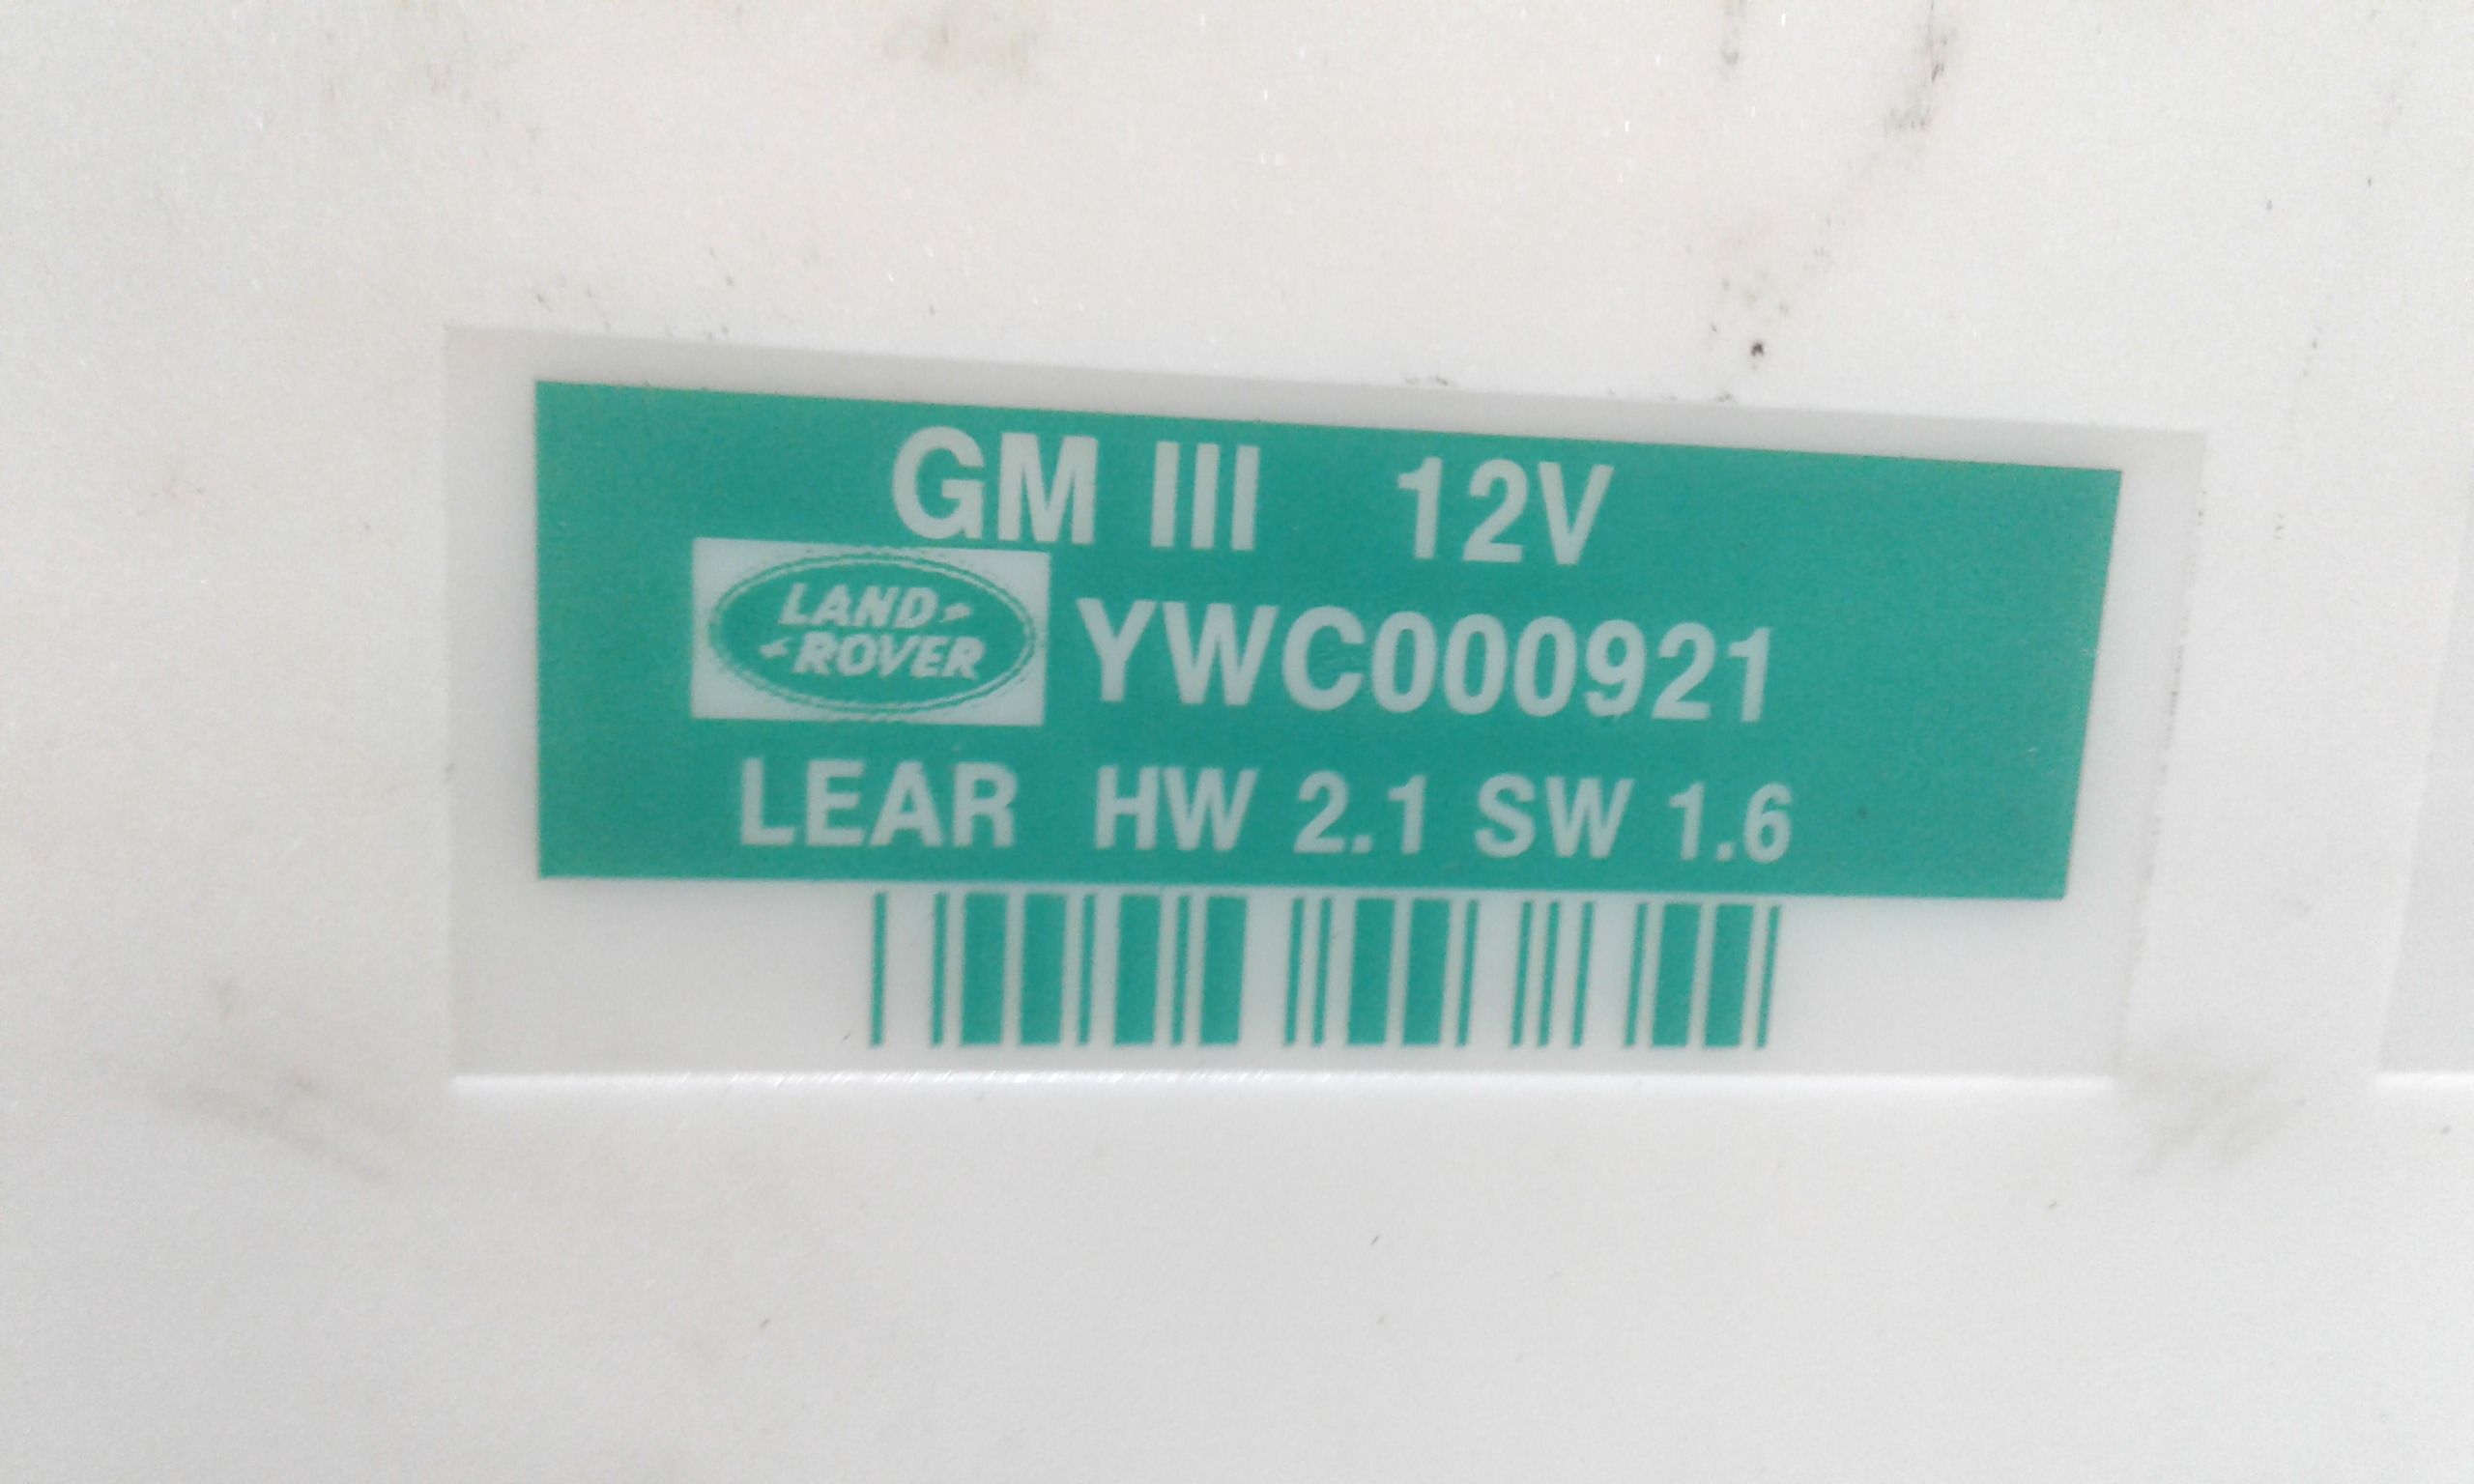 GM III 12V
LAND
ROVER
YWC000921
LEAR HW 2.1 SW 1.6